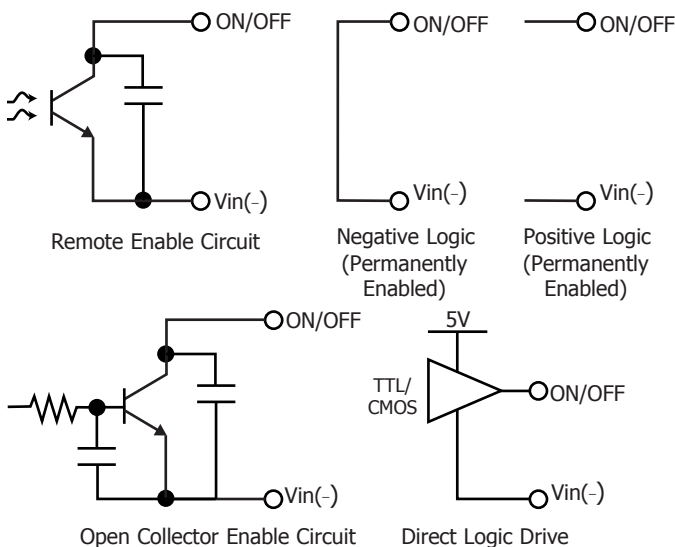 ON/OFF
Vin(–)
Remote Enable Circuit
ON/OFF
Vin(–)
Negative Logic
(Permanently
Enabled)
ON/OFF
Vin(–)
Positive Logic
(Permanently
Enabled)
ON/OFF
Vin(–)
Open Collector Enable Circuit
5V
TTL/
CMOS
ON/OFF
Vin(–)
Direct Logic Drive